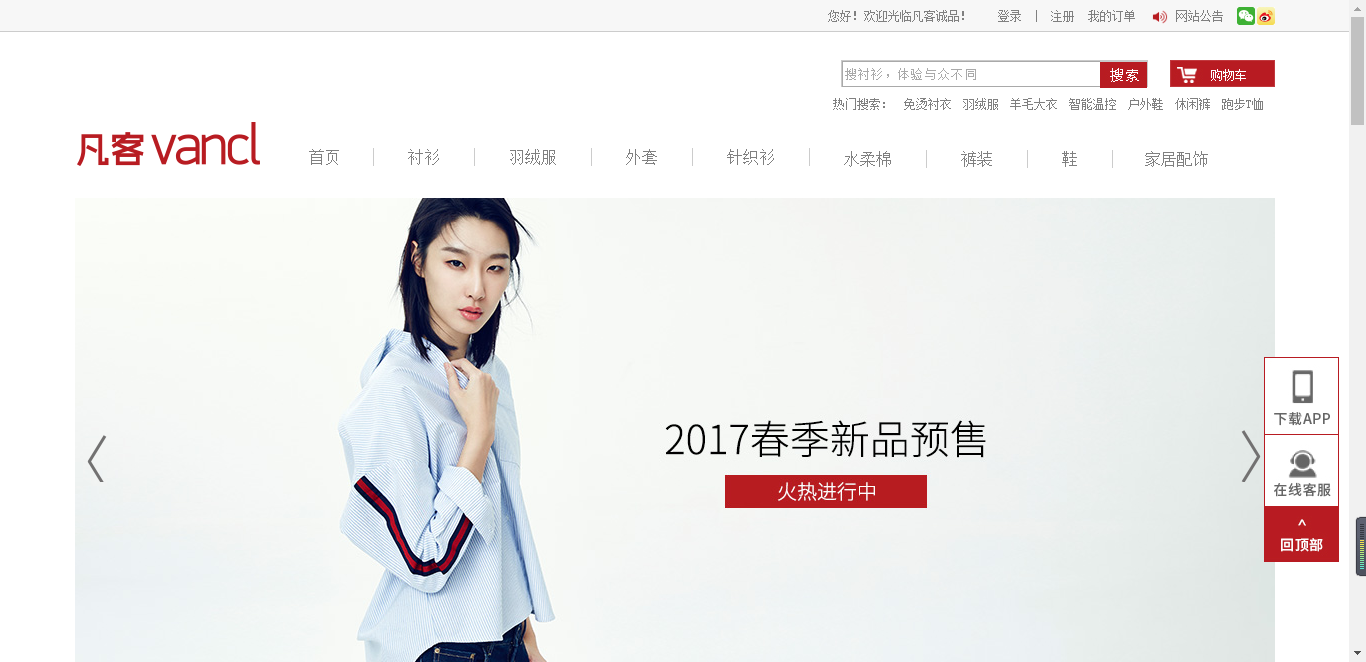 您好！欢迎光临凡客诚品！ 登录 | 注册 我的订单 网站公告
搜衬衫，体验与众不同 搜索 购物车
热门搜索： 免烫衬衣 羽绒服 羊毛大衣 智能温控 户外鞋 休闲裤 跑步T恤
凡客 vancl 首页 衬衫 羽绒服 外套 针织衫 水柔棉 裤装 鞋 家居配饰
2017春季新品预售
火热进行中
下载APP
在线客服
^
回顶部